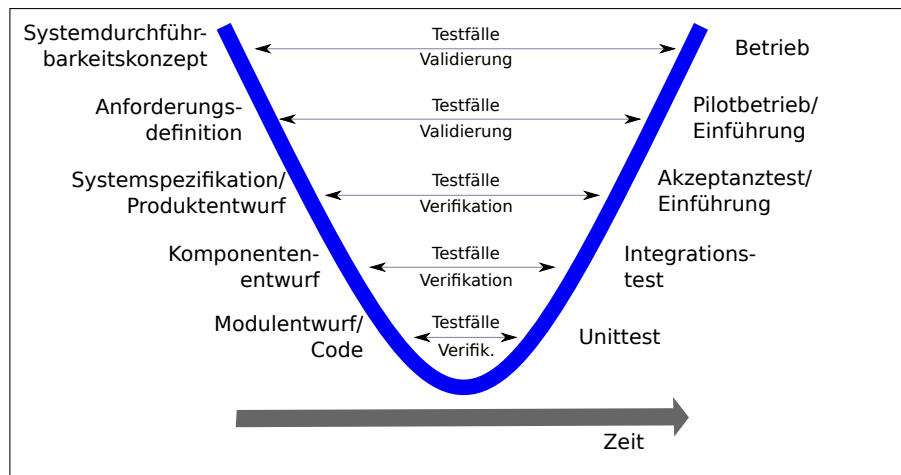 Systemdurchführ-
barkeitskonzept
Testfälle
Validierung
Betrieb
Anforderungs-
definition
Testfälle
Validierung
Pilotbetrieb/
Einführung
Systemspezifikation/
Produktentwurf
Testfälle
Verifikation
Akzeptanztest/
Einführung
Komponenten-
entwurf
Testfälle
Verifikation
Integrations-
test
Modulentwurf/
Code
Testfälle
Verifik.
Unittest
Zeit